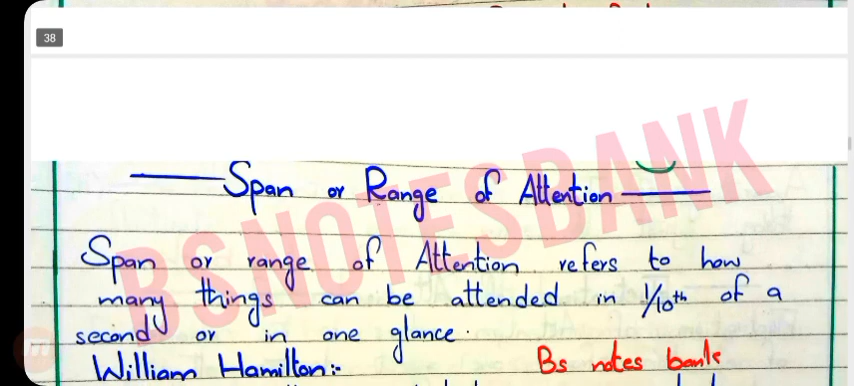 38
Span or Range of Attention
Span or range of Attention refers to how
many things can be attended in 1/10th of a
second or in one glance.
William Hamilton:-
Bs notes bank
BSNOTESBANK